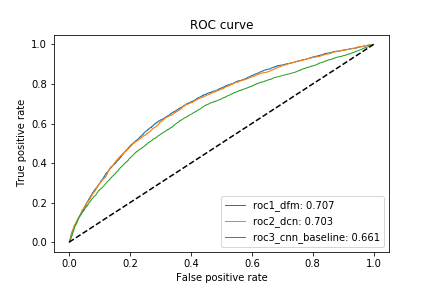 ROC curve
True positive rate
1.0
0.8
0.6
0.4
0.2
0.0
roc1_dfm: 0.707
roc2_dcn: 0.703
roc3_cnn_baseline: 0.661
0.0 0.2 0.4 0.6 0.8 1.0
False positive rate